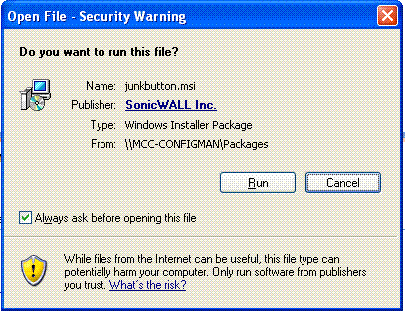 Open File - Security Warning
Do you want to run this file?
Name: junkbutton.msi
Publisher: SonicWALL Inc.
Type: Windows Installer Package
From: \\MCC-CONFIGMAN\Packages
Run Cancel
Always ask before opening this file
While files from the Internet can be useful, this file type can
potentially harm your computer. Only run software from publishers
you trust. What's the risk?